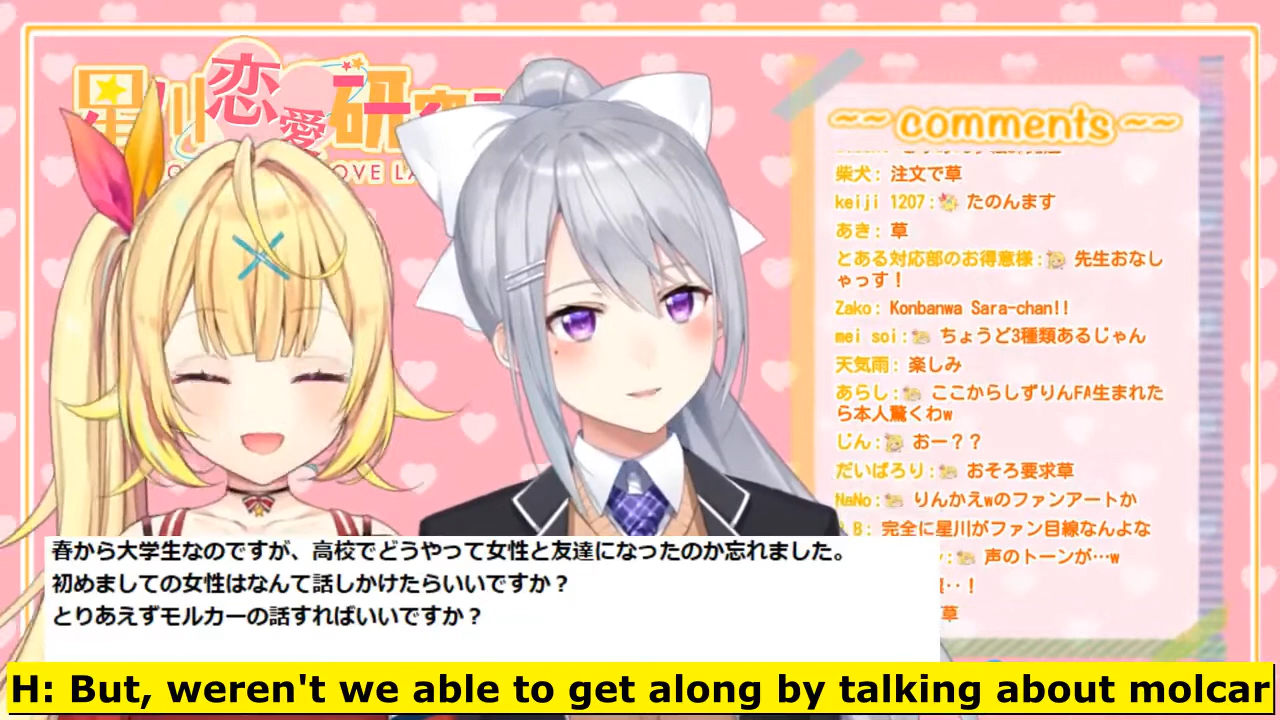 星川恋愛研
OVE LA
~~comments~~
柴犬: 注文で草
keiji 1207: たのんます
あき: 草
とある対応部のお得意様: 先生おなし
ゃっす！
Zako: Konbanwa Sara-chan!!
mei soi: ちょうど3種類あるじゃん
天気雨: 楽しみ
あらし: ここからしずりんFA生まれた
ら本人驚くわw
じん: おー？？
だいばろり: おそろ要求草
NaNo: りんかえwのファンアートか
B: 完全に星川がファン目線なんよな
: 声のトーンが…w
‥！
草
春から大学生なのですが、高校でどうやって女性と友達になったのか忘れました。
初めましての女性はなんて話しかけたらいいですか？
とりあえずモルカーの話すればいいですか？
H: But, weren't we able to get along by talking about molcar